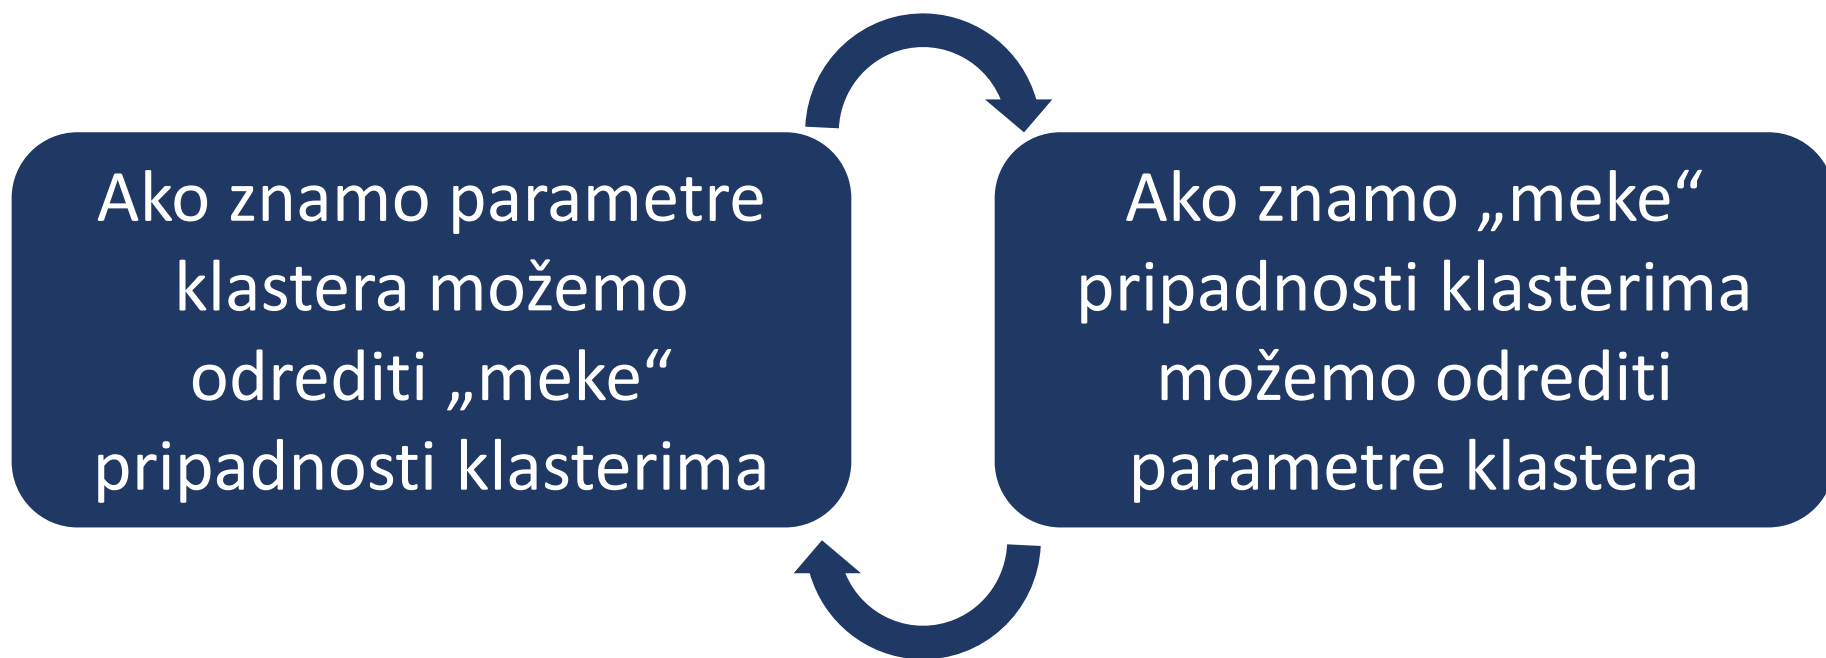 Ako znamo parametre
klastera možemo
odrediti „meke“
pripadnosti klasterima
Ako znamo „meke“
pripadnosti klasterima
možemo odrediti
parametre klastera